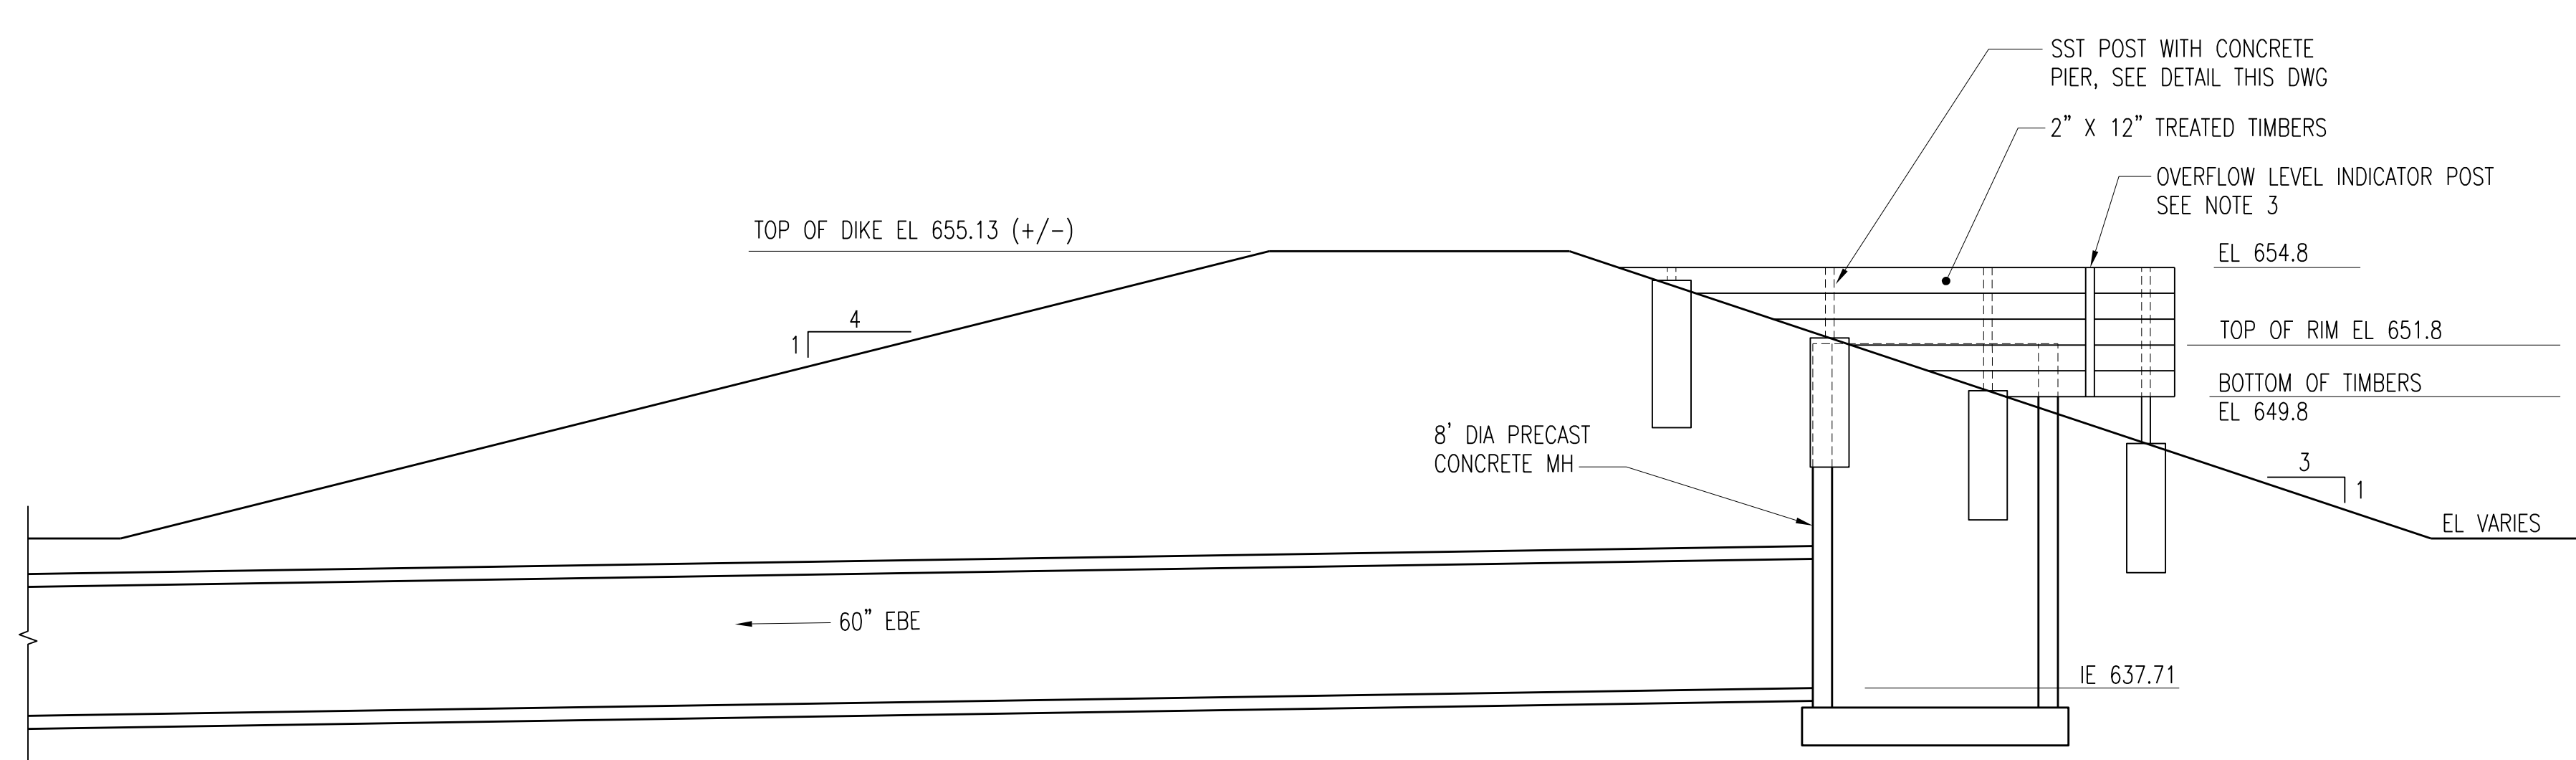 SST POST WITH CONCRETE
PIER, SEE DETAIL THIS DWG
2" X 12" TREATED TIMBERS
OVERFLOW LEVEL INDICATOR POST
SEE NOTE 3
TOP OF DIKE EL 655.13 (+/-)
EL 654.8
4
1
TOP OF RIM EL 651.8
BOTTOM OF TIMBERS
EL 649.8
8' DIA PRECAST
CONCRETE MH
3
1
EL VARIES
60" EBE
IE 637.71